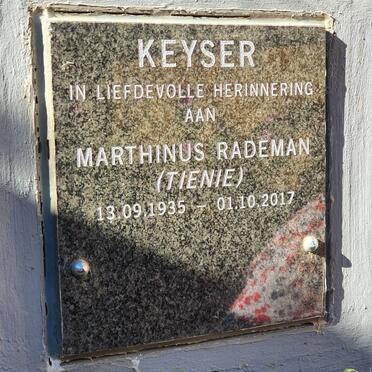 KEYSER
IN LIEFDEVOLLE HERINNERING
AAN
MARTHINUS RADEMAN
(TIENIE)
13.09.1935 – 01.10.2017